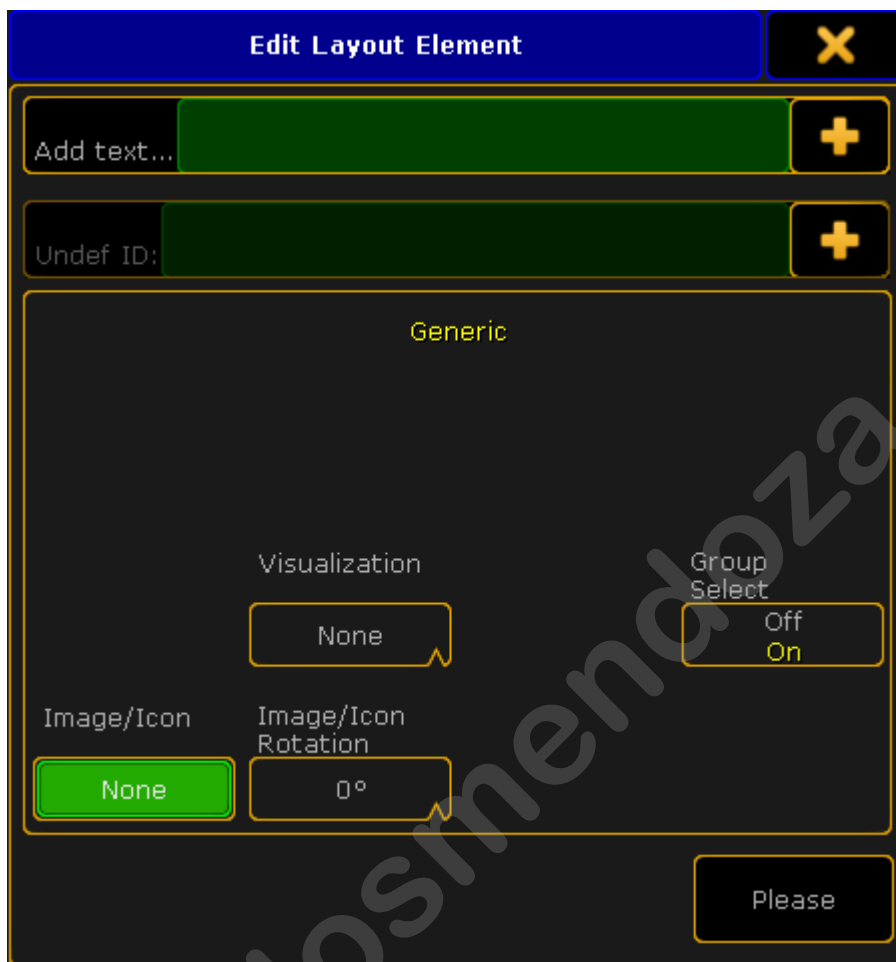 Edit Layout Element
Add text...
Undef ID:
Generic
Visualization
Group
Select
None
Off
On
Image/Icon
Image/Icon
Rotation
None
0°
Please
osmendoza